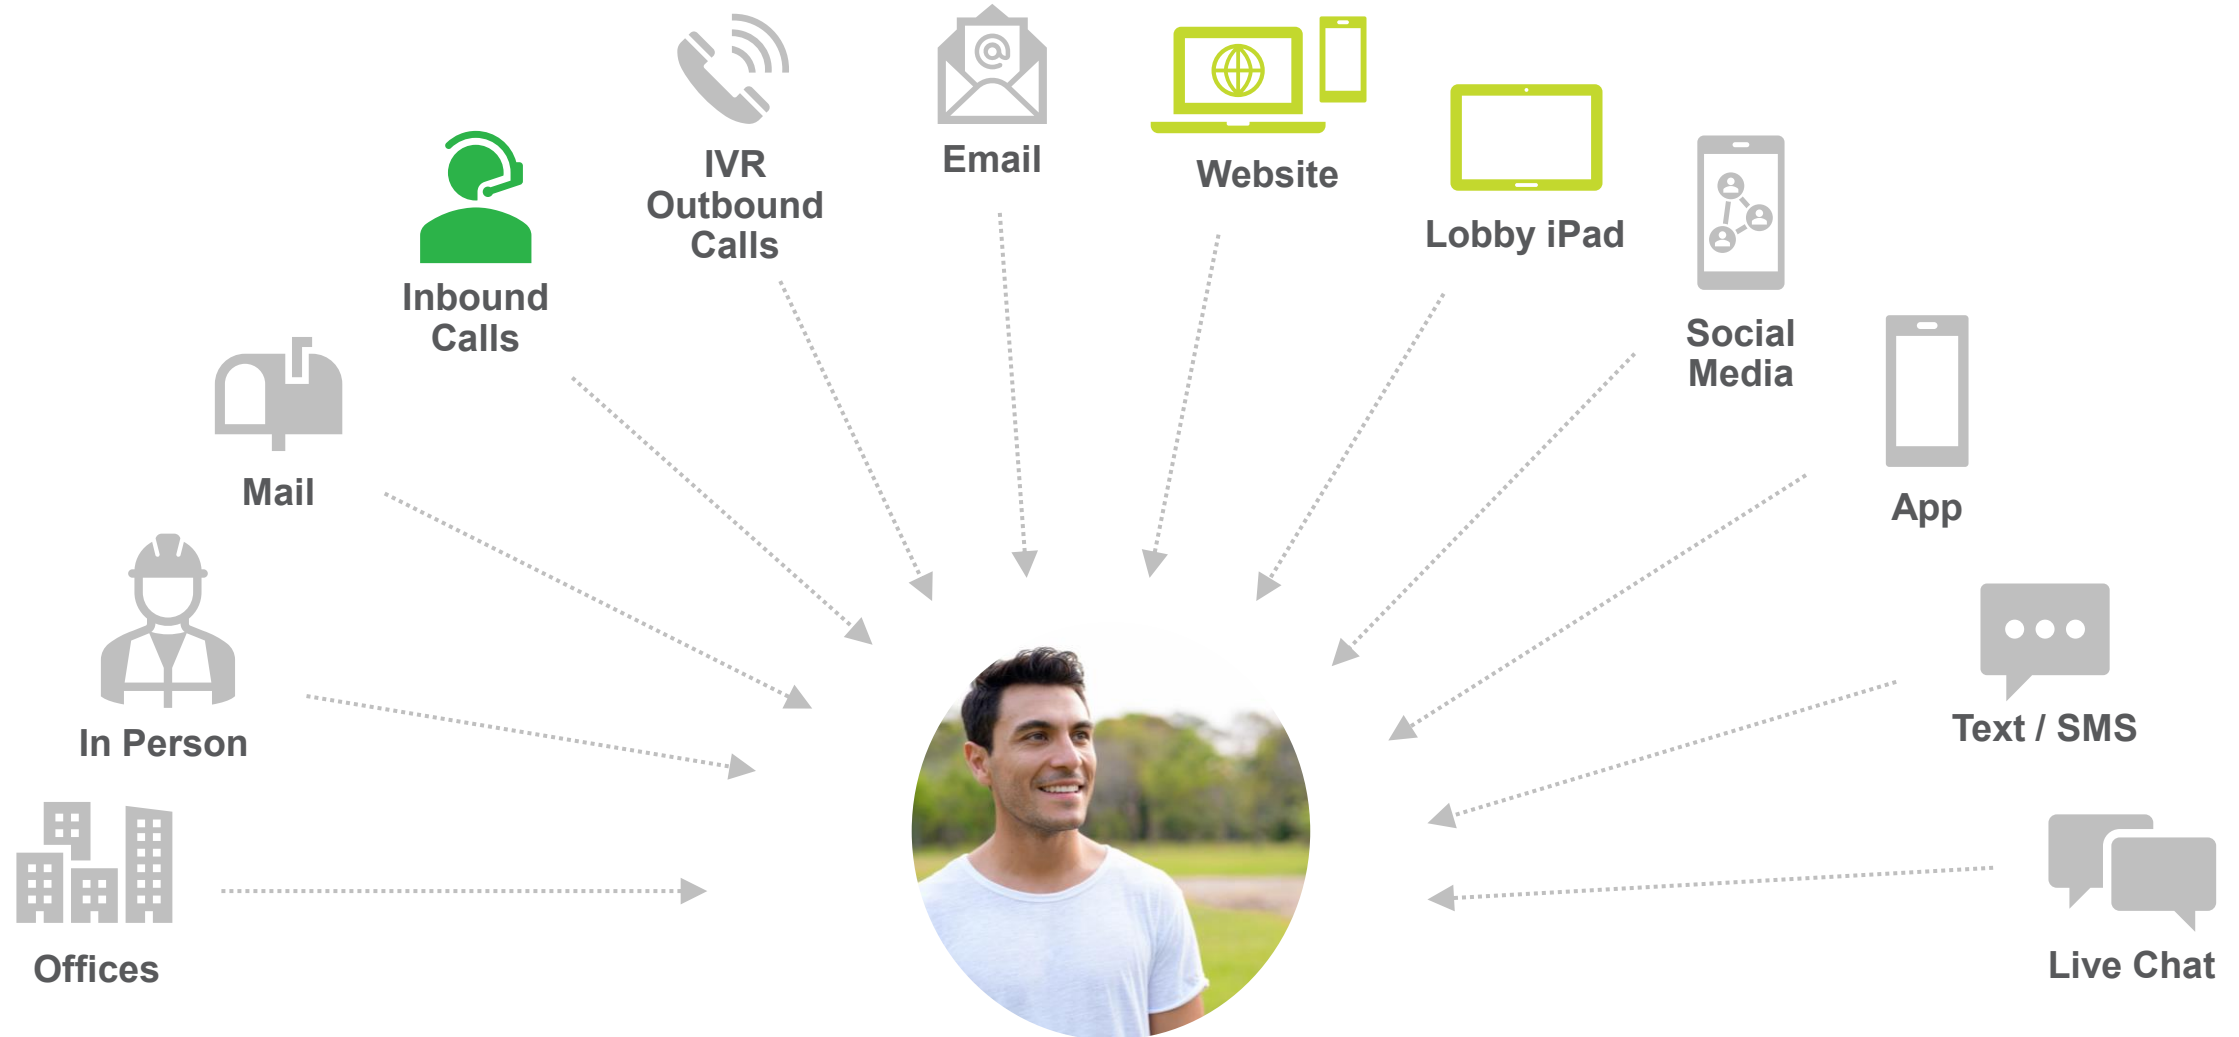 IVR
Outbound
Calls
Email
Website
Lobby iPad
Inbound
Calls
Social
Media
Mail
App
In Person
Text / SMS
Offices
Live Chat